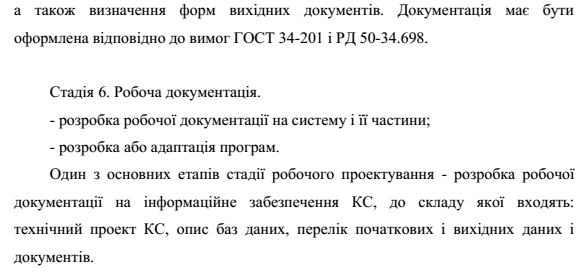 а також визначення форм вихідних документів. Документація має бути
оформлена відповідно до вимог ГОСТ 34-201 і РД 50-34.698.
Стадія 6. Робоча документація.
- розробка робочої документації на систему і її частини;
- розробка або адаптація програм.
Один з основних етапів стадії робочого проектування - розробка робочої
документації на інформаційне забезпечення КС, до складу якої входять:
технічний проект КС, опис баз даних, перелік початкових і вихідних даних і
документів.